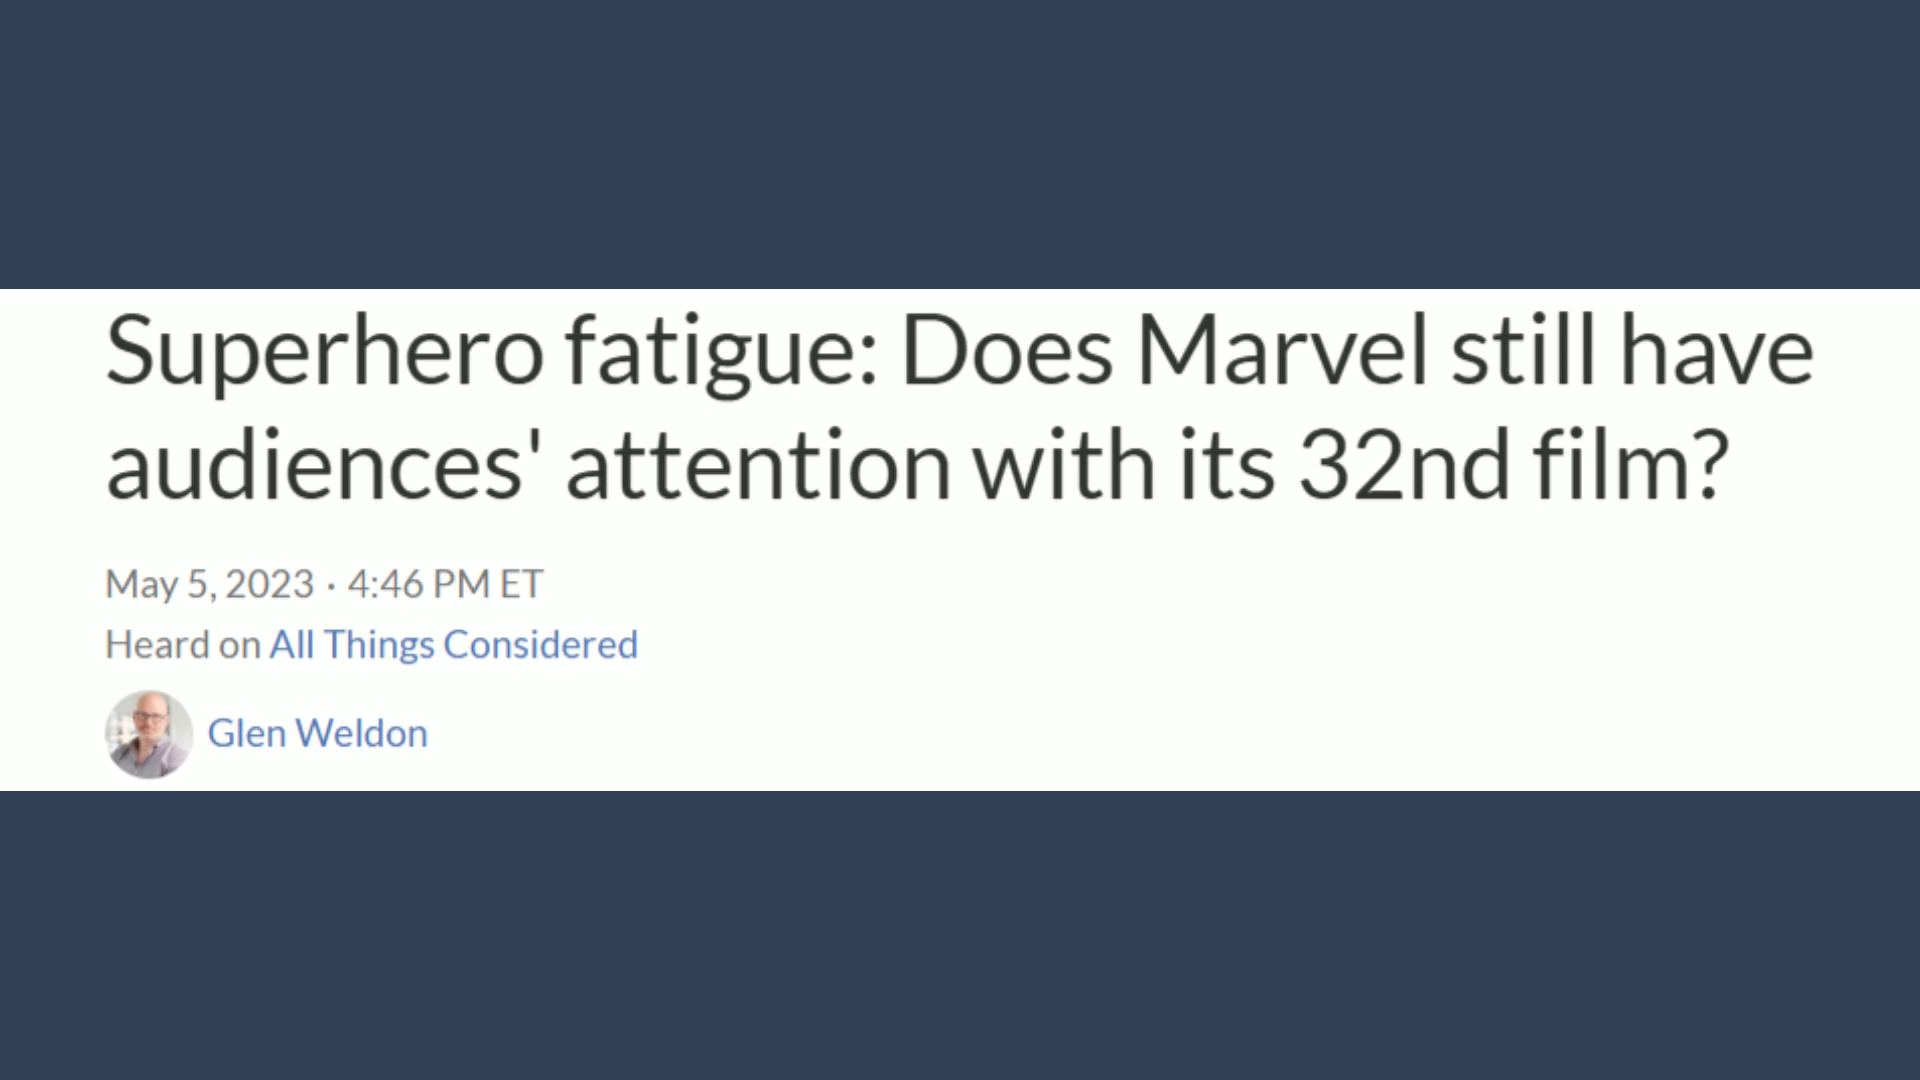 Superhero fatigue: Does Marvel still have
audiences' attention with its 32nd film?
May 5, 2023 · 4:46 PM ET
Heard on All Things Considered
Glen Weldon